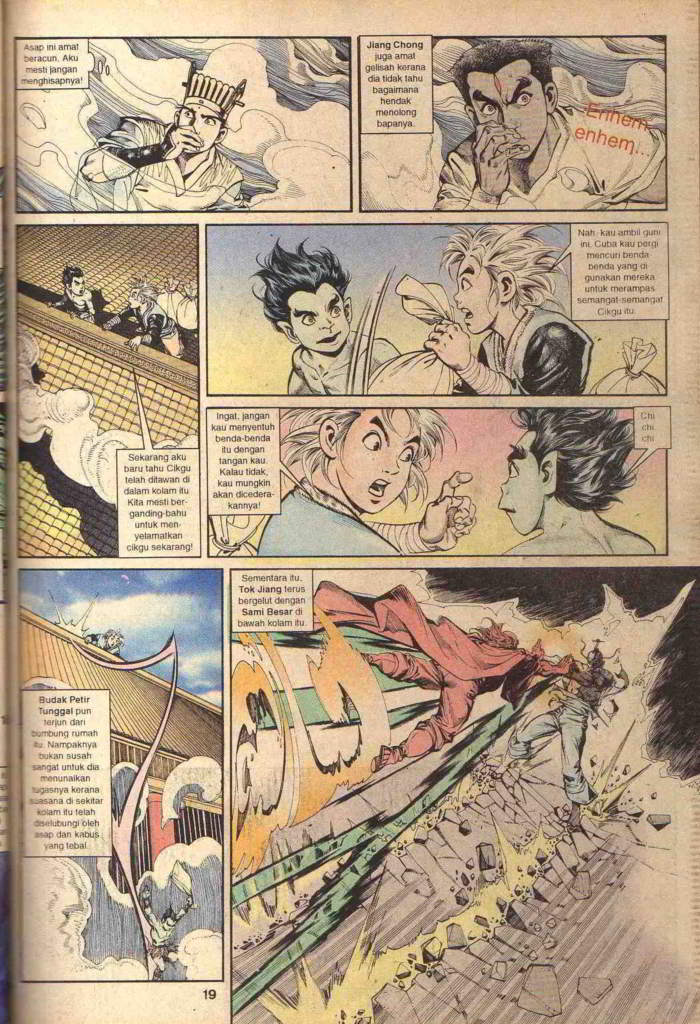 Asap ini amat
beracun. Aku
mesti jangan
menghisapnya!
Jiang Chong
juga amat
gelisah kerana
dia tidak tahu
bagaimana
hendak
menolong
bapanya.
Enhem
enhem...
Nah, kau ambil guni
ini. Cuba kau pergi
mencuri benda
benda yang di
gunakan mereka
untuk merampas
semangat-semangat
Cikgu itu.
Sekarang aku
baru tahu Cikgu
telah ditawan di
dalam kolam itu
Kita mesti ber-
ganding-bahu
untuk men-
yelamatkan
cikgu sekarang!
Ingat, jangan
kau menyentuh
benda-benda
itu dengan
tangan kau.
Kalau tidak,
kau mungkin
akan dicedera-
kannya!
Chi
chi,
chi
Budak Petir
Tunggal pun
terjun dari
bumbung rumah
itu. Nampaknya
bukan susah
sangat untuk dia
menunaikan
tugasnya kerana
suasana di sekitar
kolam itu telah
diselubungi oleh
asap dan kabus
yang tebal.
Sementara itu,
Tok Jiang terus
bergelut dengan
Sami Besar di
bawah kolam itu.
19